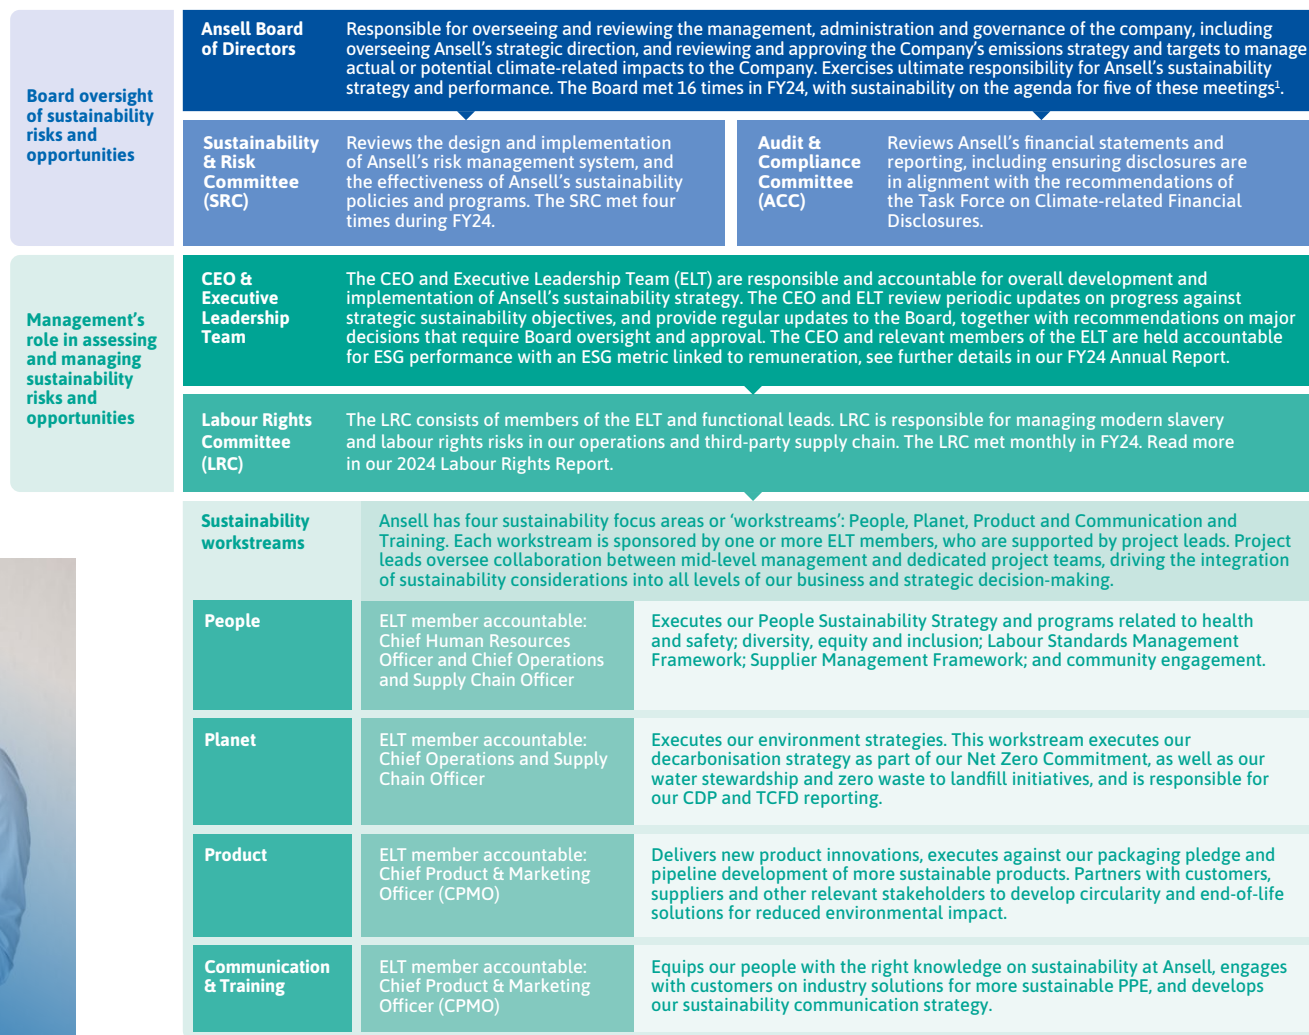 Board oversight
of sustainability
risks and
opportunities
Ansell Board
of Directors
Responsible for overseeing and reviewing the management, administration and governance of the company, including
overseeing Ansell’s strategic direction, and reviewing and approving the Company’s emissions strategy and targets to manage
actual or potential climate-related impacts to the Company. Exercises ultimate responsibility for Ansell’s sustainability
strategy and performance. The Board met 16 times in FY24, with sustainability on the agenda for five of these meetings¹.
Sustainability
& Risk
Committee
(SRC)
Reviews the design and implementation
of Ansell’s risk management system, and
the effectiveness of Ansell’s sustainability
policies and programs. The SRC met four
times during FY24.
Audit &
Compliance
Committee
(ACC)
Reviews Ansell’s financial statements and
reporting, including ensuring disclosures are
in alignment with the recommendations of
the Task Force on Climate-related Financial
Disclosures.
Management’s
role in assessing
and managing
sustainability
risks and
opportunities
CEO &
Executive
Leadership
Team
The CEO and Executive Leadership Team (ELT) are responsible and accountable for overall development and
implementation of Ansell’s sustainability strategy. The CEO and ELT review periodic updates on progress against
strategic sustainability objectives, and provide regular updates to the Board, together with recommendations on major
decisions that require Board oversight and approval. The CEO and relevant members of the ELT are held accountable
for ESG performance with an ESG metric linked to remuneration, see further details in our FY24 Annual Report.
Labour Rights
Committee
(LRC)
The LRC consists of members of the ELT and functional leads. LRC is responsible for managing modern slavery
and labour rights risks in our operations and third-party supply chain. The LRC met monthly in FY24. Read more
in our 2024 Labour Rights Report.
Sustainability
workstreams
Ansell has four sustainability focus areas or ‘workstreams’: People, Planet, Product and Communication and
Training. Each workstream is sponsored by one or more ELT members, who are supported by project leads. Project
leads oversee collaboration between mid-level management and dedicated project teams, driving the integration
of sustainability considerations into all levels of our business and strategic decision-making.
People
ELT member accountable:
Chief Human Resources
Officer and Chief Operations
and Supply Chain Officer
Executes our People Sustainability Strategy and programs related to health
and safety; diversity, equity and inclusion; Labour Standards Management
Framework; Supplier Management Framework; and community engagement.
Planet
ELT member accountable:
Chief Operations and Supply
Chain Officer
Executes our environment strategies. This workstream executes our
decarbonisation strategy as part of our Net Zero Commitment, as well as our
water stewardship and zero waste to landfill initiatives, and is responsible for
our CDP and TCFD reporting.
Product
ELT member accountable:
Chief Product & Marketing
Officer (CPMO)
Delivers new product innovations, executes against our packaging pledge and
pipeline development of more sustainable products. Partners with customers,
suppliers and other relevant stakeholders to develop circularity and end-of-life
solutions for reduced environmental impact.
Communication
& Training
ELT member accountable:
Chief Product & Marketing
Officer (CPMO)
Equips our people with the right knowledge on sustainability at Ansell, engages
with customers on industry solutions for more sustainable PPE, and develops
our sustainability communication strategy.